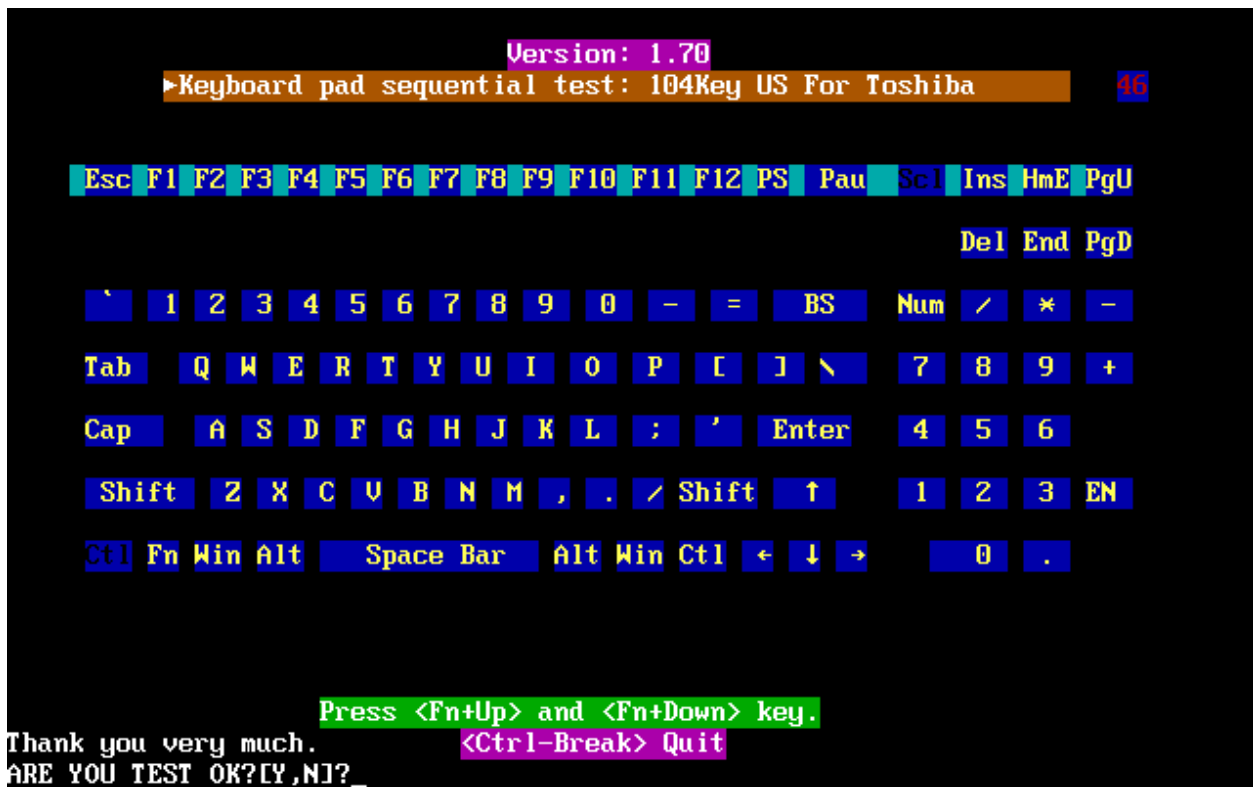 Version: 1.70
►Keyboard pad sequential test: 104Key US For Toshiba 46
Esc F1 F2 F3 F4 F5 F6 F7 F8 F9 F10 F11 F12 PS Pau Scl Ins HmE PgU
Del End PgD
` 1 2 3 4 5 6 7 8 9 0 - = BS Num / * -
Tab Q W E R T Y U I O P [ ] \ 7 8 9 +
Cap A S D F G H J K L ; ' Enter 4 5 6
Shift Z X C V B N M , . / Shift ↑ 1 2 3 EN
Ctl Fn Win Alt Space Bar Alt Win Ctl ← ↓ → 0 .
Press <Fn+Up> and <Fn+Down> key.
Thank you very much. <Ctrl-Break> Quit
ARE YOU TEST OK?[Y,N]?_